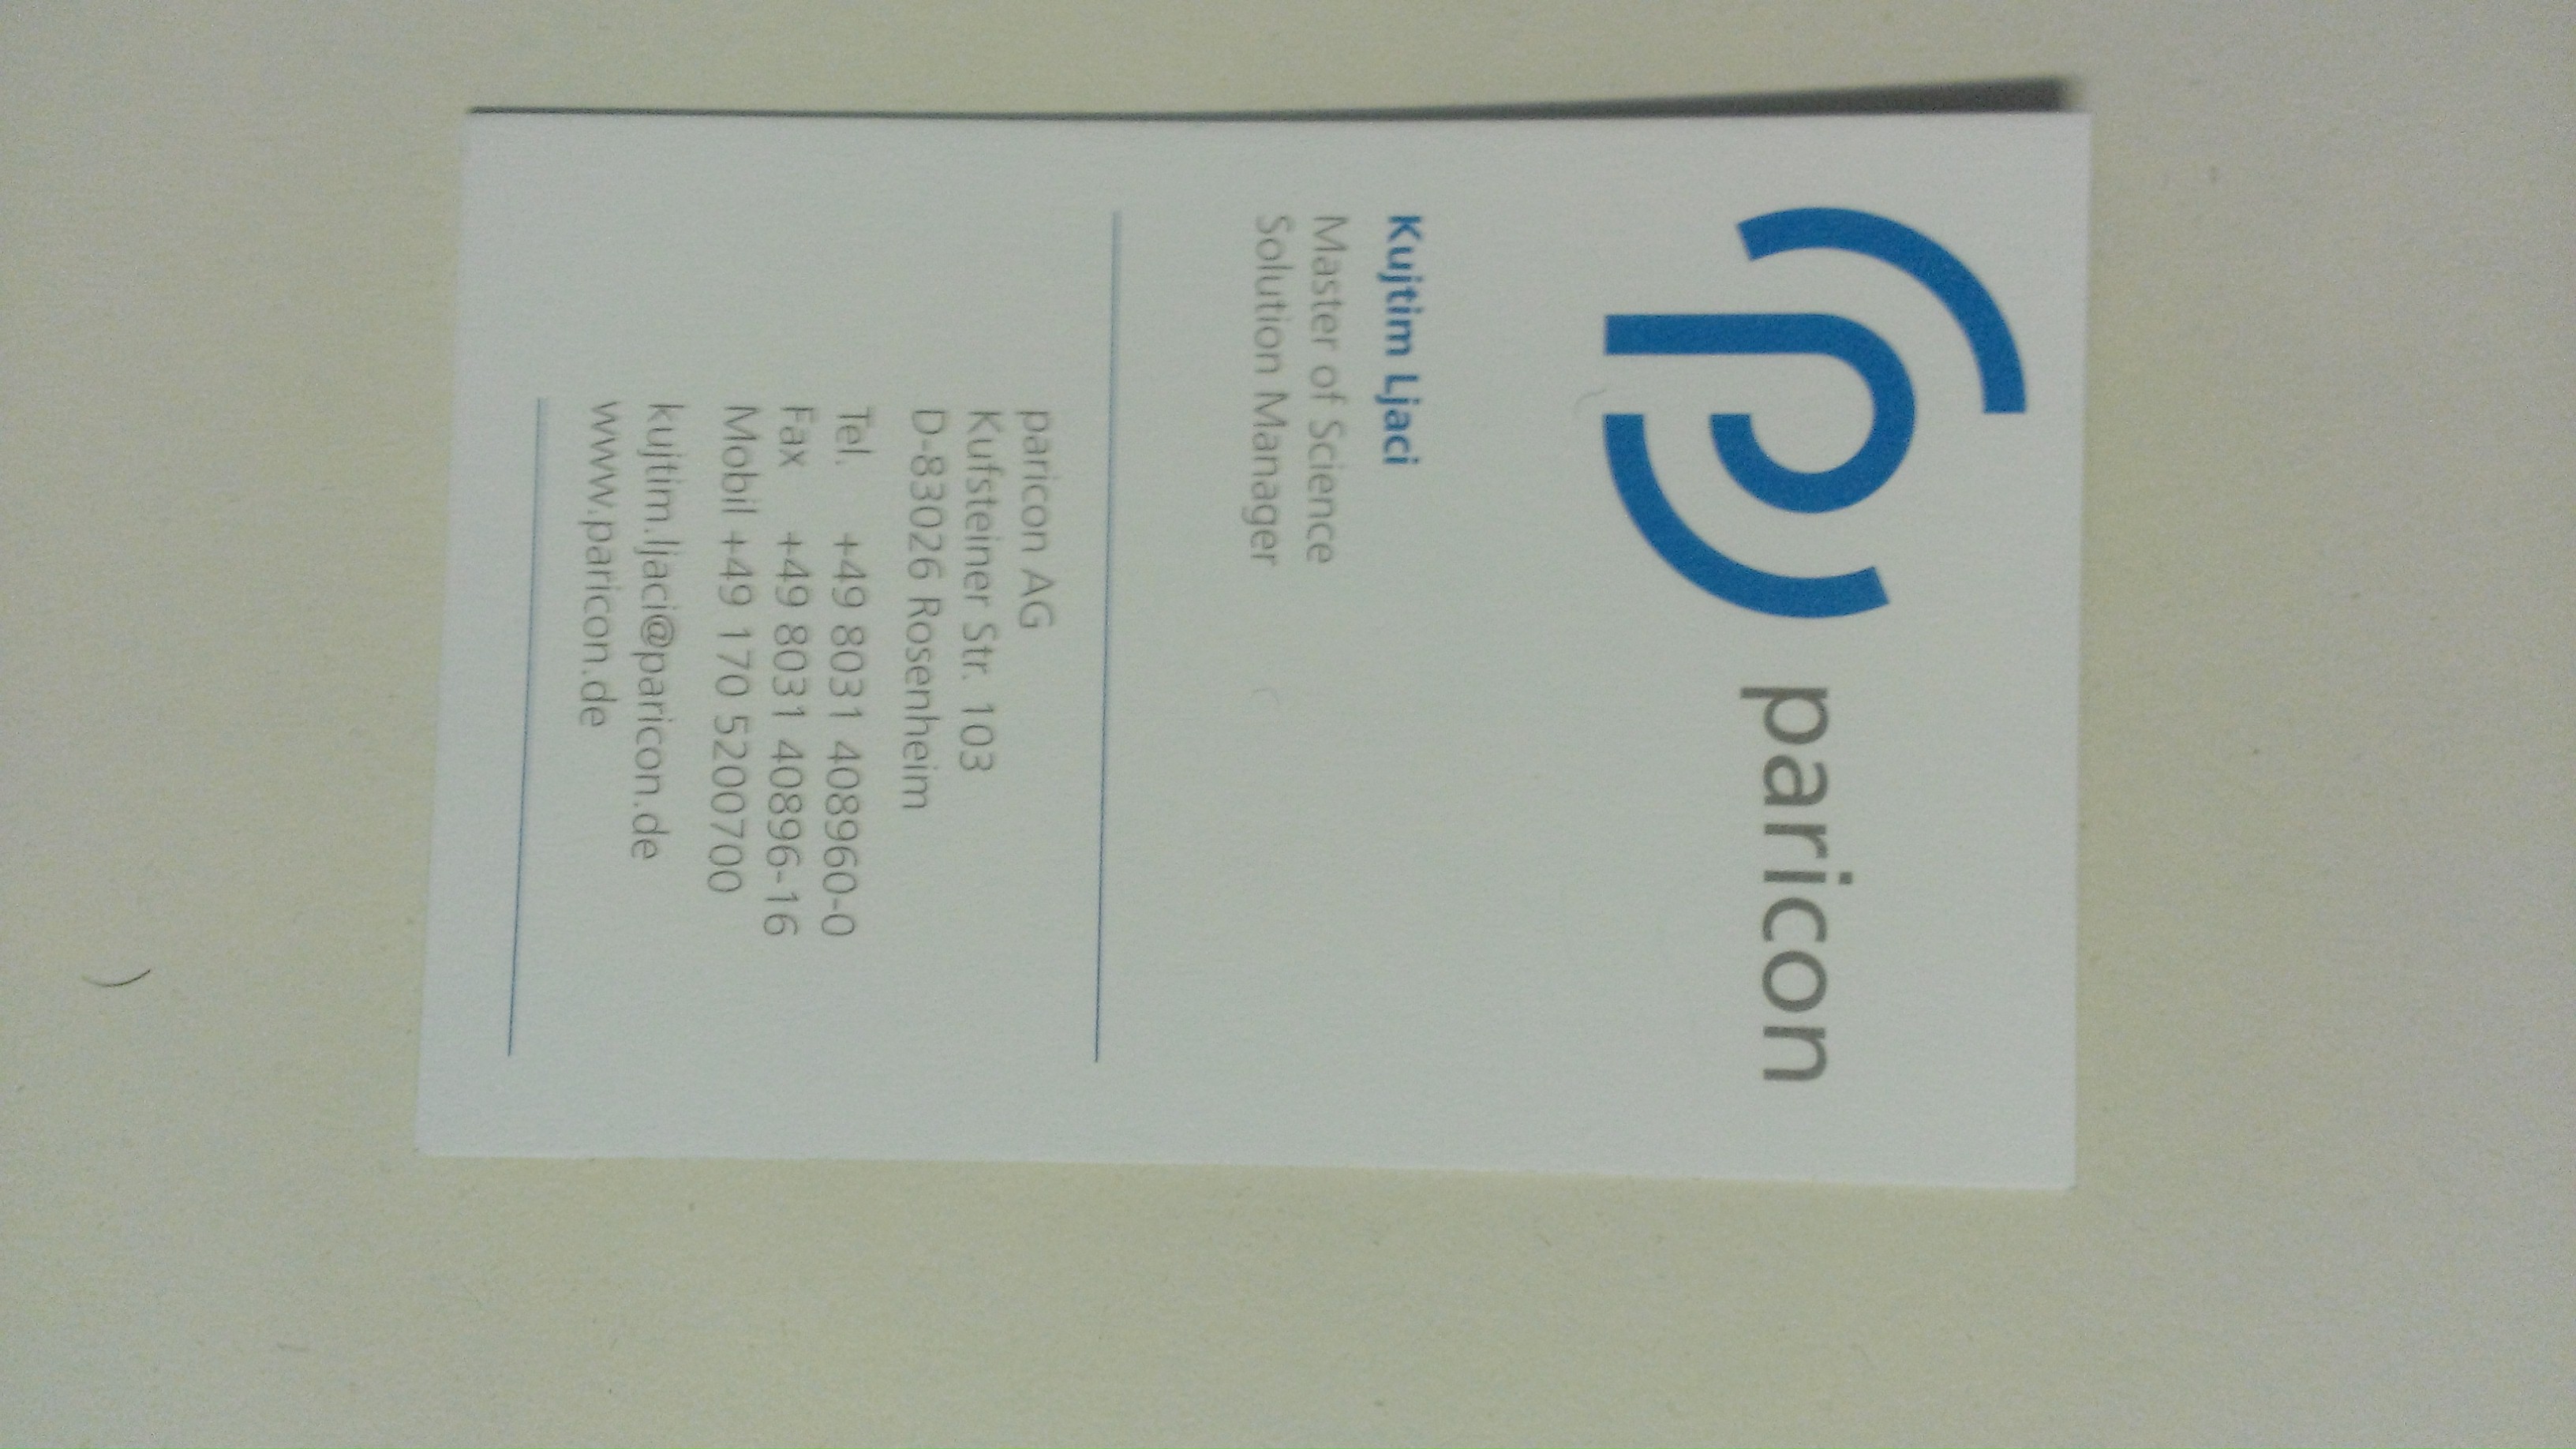 paricon
Kujtim Ljaci
Master of Science
Solution Manager
paricon AG
Kufsteiner Str. 103
D-83026 Rosenheim
Tel. +49 8031 408960-0
Fax +49 8031 40896-16
Mobil +49 170 5200700
kujtim.ljaci@paricon.de
www.paricon.de